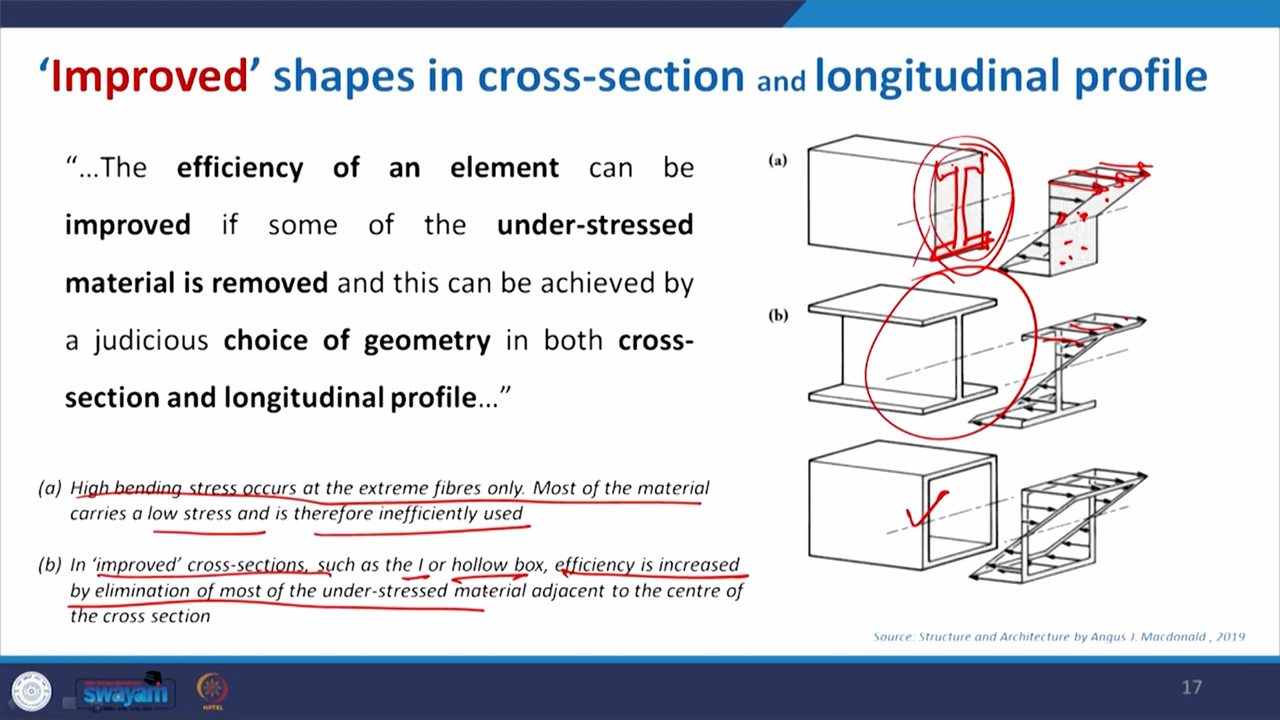 ‘Improved’ shapes in cross-section and longitudinal profile
“…The efficiency of an element can be
improved if some of the under-stressed
material is removed and this can be achieved by
a judicious choice of geometry in both cross-
section and longitudinal profile…”
(a) High bending stress occurs at the extreme fibres only. Most of the material
carries a low stress and is therefore inefficiently used
(b) In ‘improved’ cross-sections, such as the I or hollow box, efficiency is increased
by elimination of most of the under-stressed material adjacent to the centre of
the cross section
(a)
(b)
Source: Structure and Architecture by Angus J. Macdonald , 2019
swayam
NPTEL
17